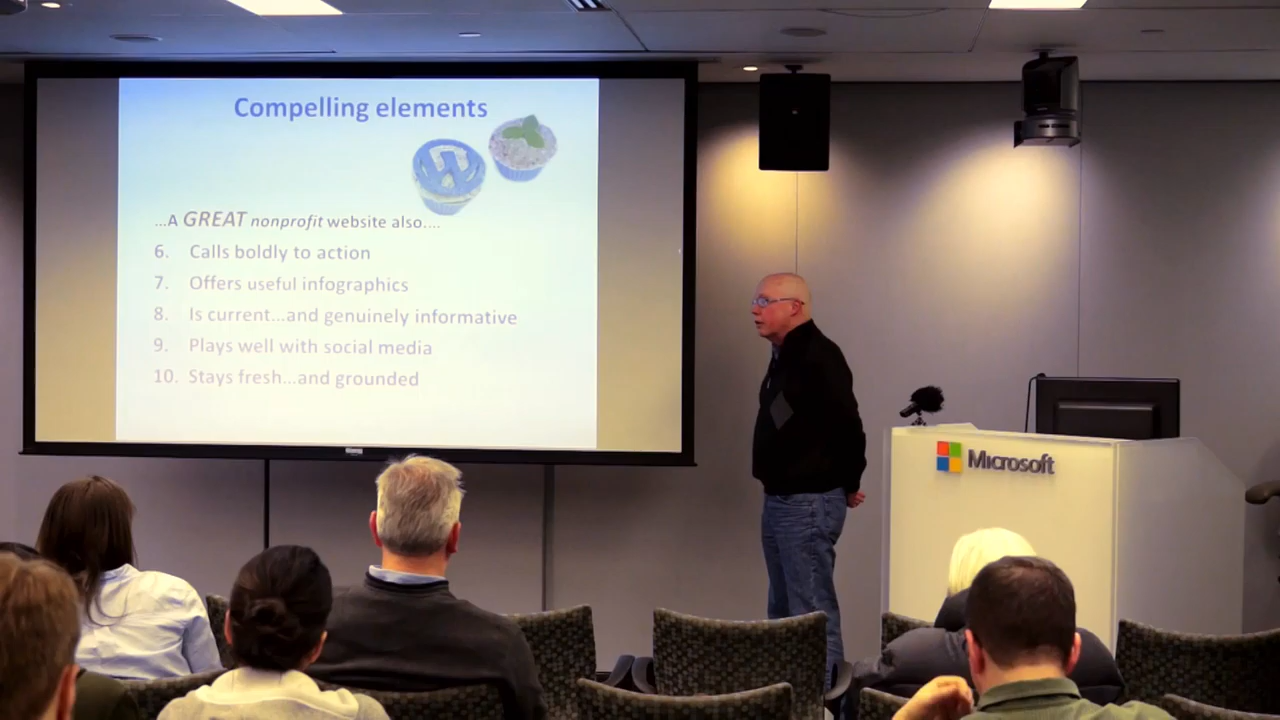 Compelling elements
...A GREAT nonprofit website also....
6. Calls boldly to action
7. Offers useful infographics
8. Is current...and genuinely informative
9. Plays well with social media
10. Stays fresh...and grounded
Microsoft